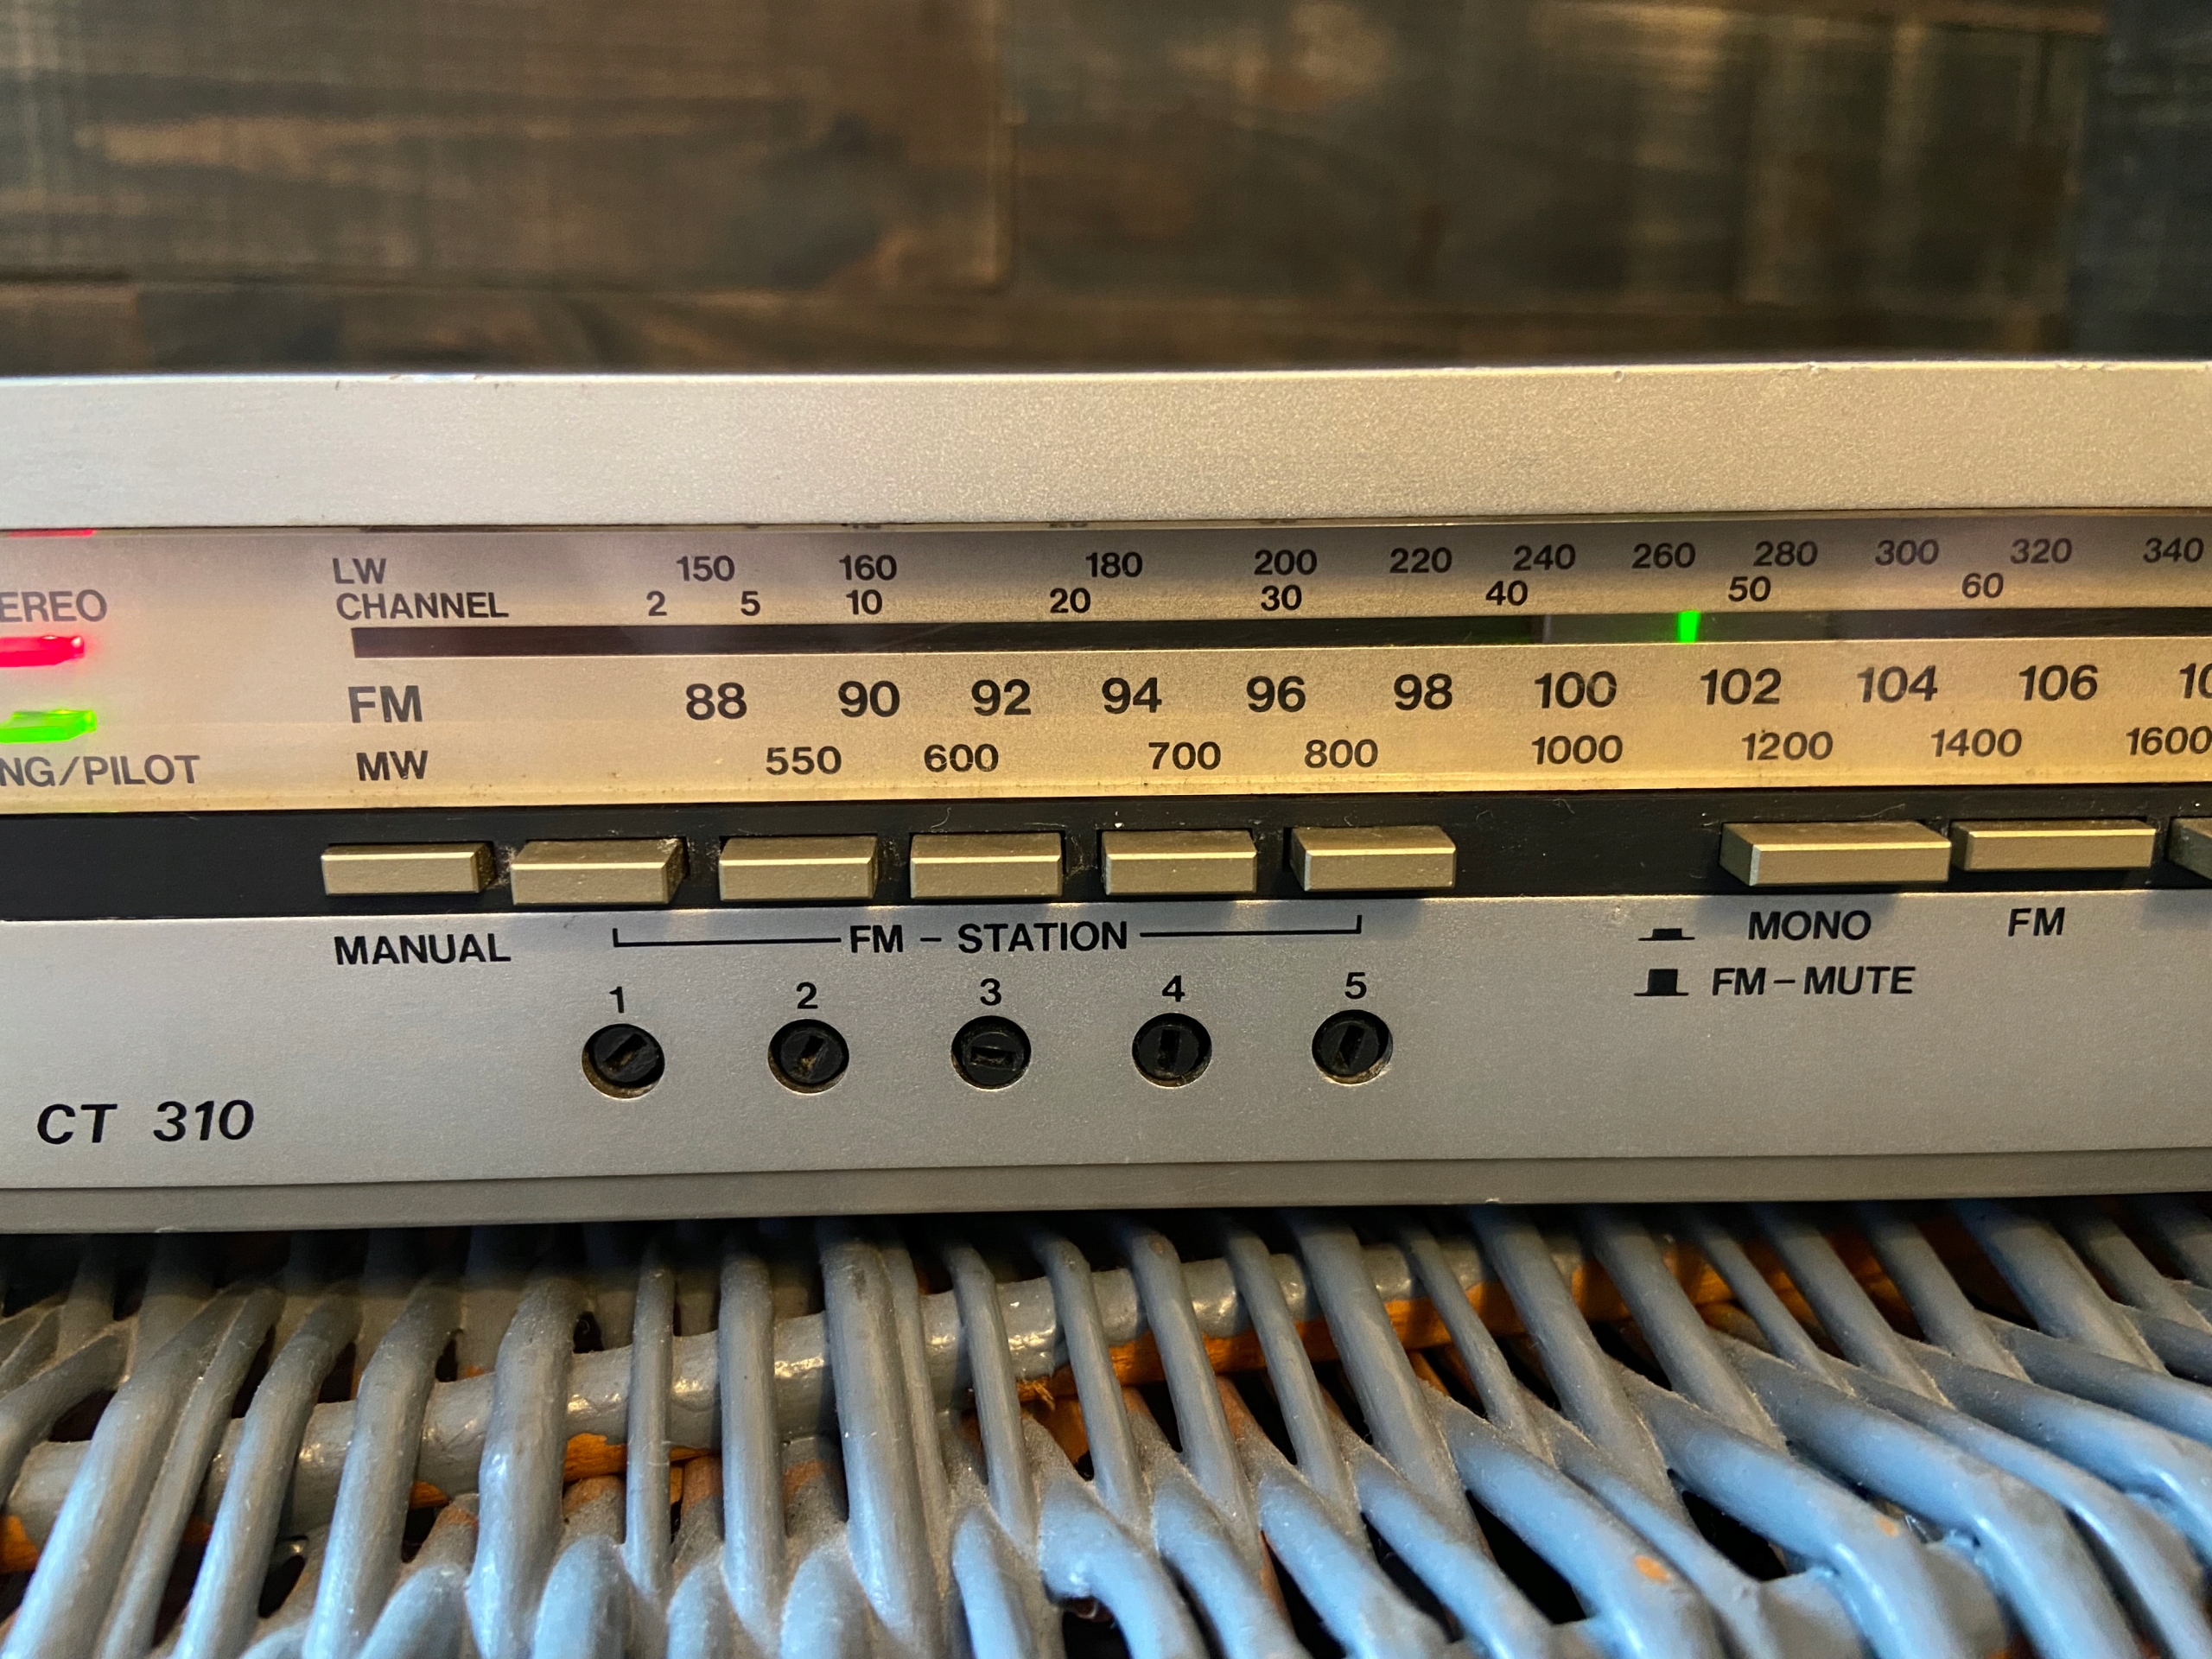 LW 150 160 180 200 220 240 260 280 300 320 340
EREO CHANNEL 2 5 10 20 30 40 50 60
FM 88 90 92 94 96 98 100 102 104 106 10
NG/PILOT MW 550 600 700 800 1000 1200 1400 1600
MANUAL FM – STATION MONO FM
1 2 3 4 5 FM – MUTE
CT 310